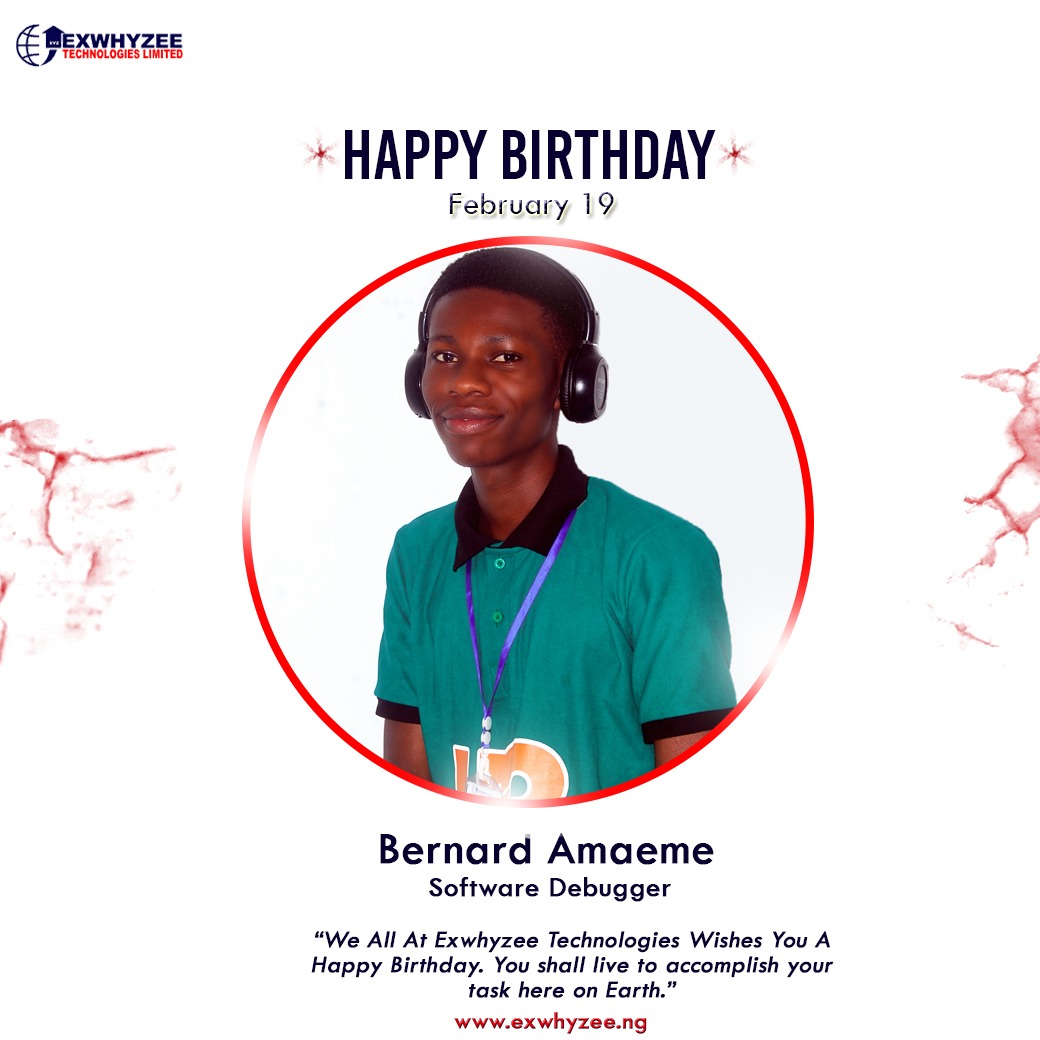 EXWHYZEE
TECHNOLOGIES LIMITED
HAPPY BIRTHDAY
February 19
Bernard Amaeme
Software Debugger
“We All At Exwhyzee Technologies Wishes You A
Happy Birthday. You shall live to accomplish your
task here on Earth.”
www.exwhyzee.ng